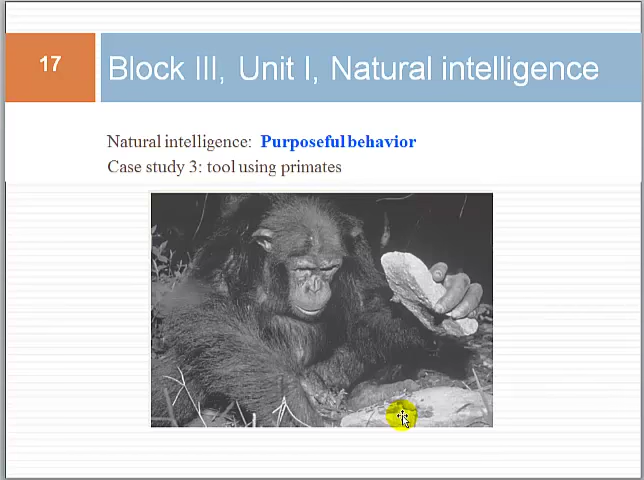 17
Block III, Unit I, Natural intelligence
Natural intelligence: Purposeful behavior
Case study 3: tool using primates